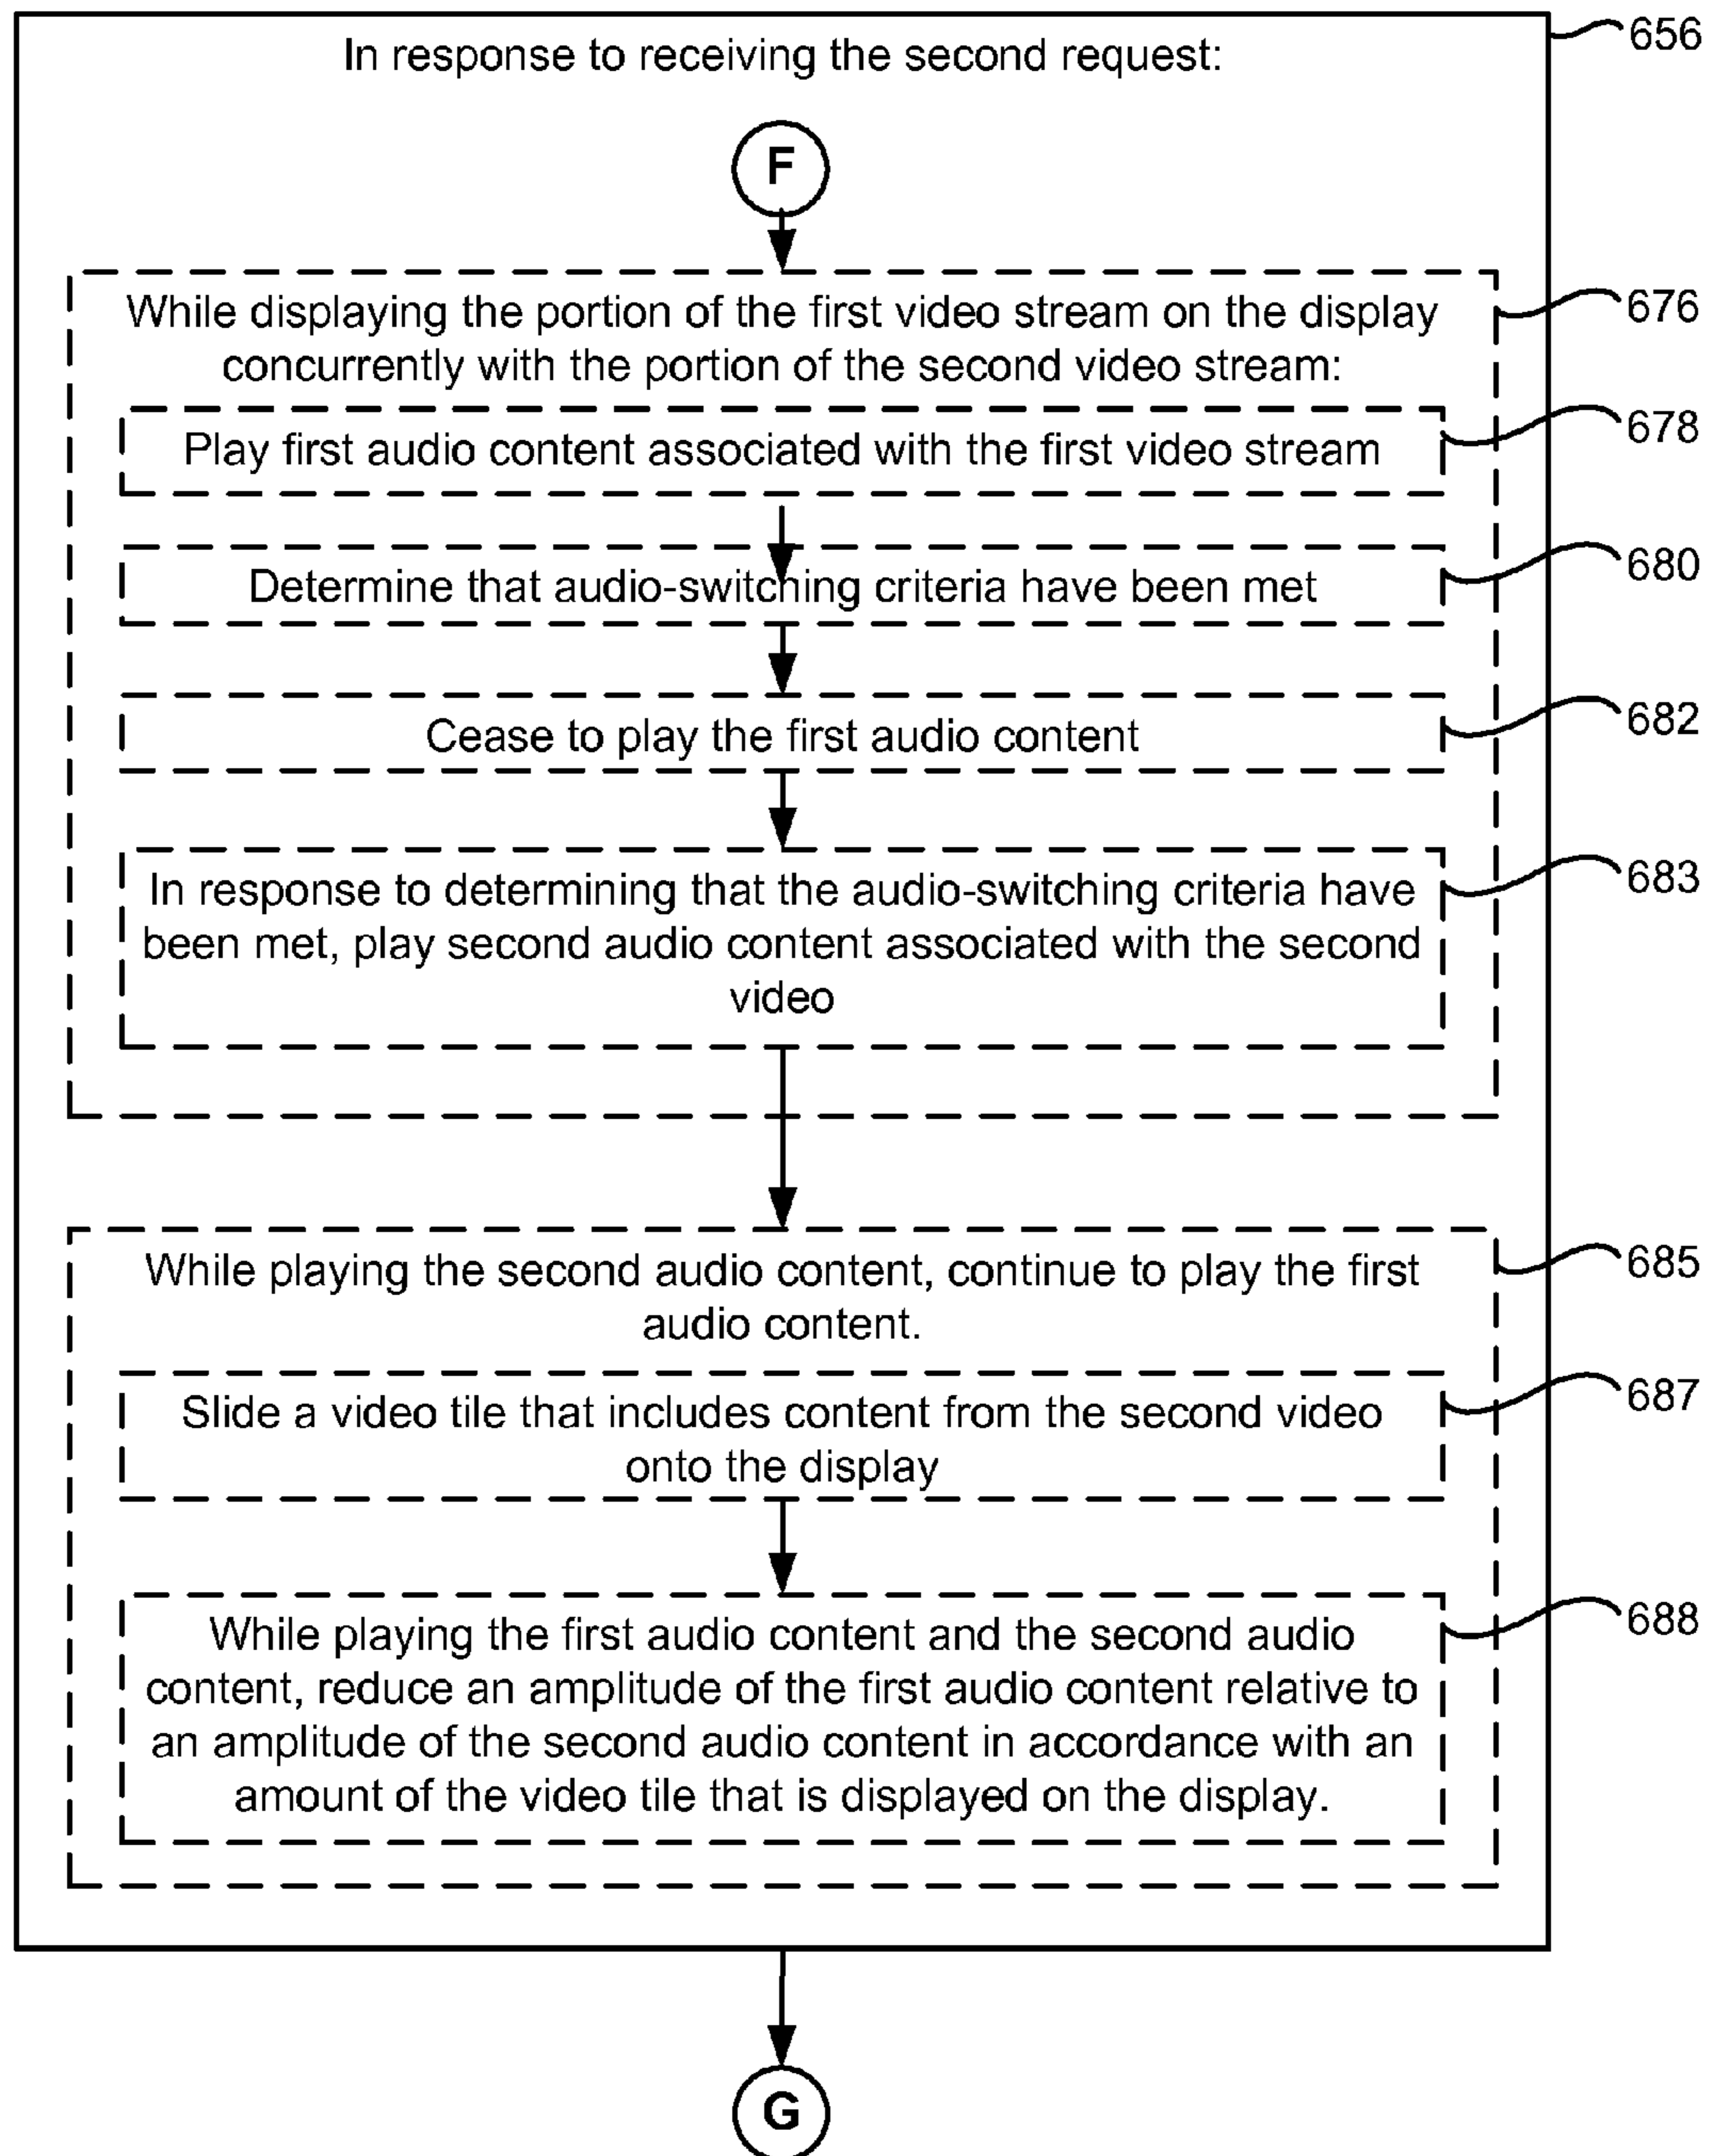 In response to receiving the second request:
656
F
While displaying the portion of the first video stream on the display
concurrently with the portion of the second video stream:
676
Play first audio content associated with the first video stream
678
Determine that audio-switching criteria have been met
680
Cease to play the first audio content
682
In response to determining that the audio-switching criteria have
been met, play second audio content associated with the second
video
683
While playing the second audio content, continue to play the first
audio content.
685
Slide a video tile that includes content from the second video
onto the display
687
While playing the first audio content and the second audio
content, reduce an amplitude of the first audio content relative to
an amplitude of the second audio content in accordance with an
amount of the video tile that is displayed on the display.
688
G